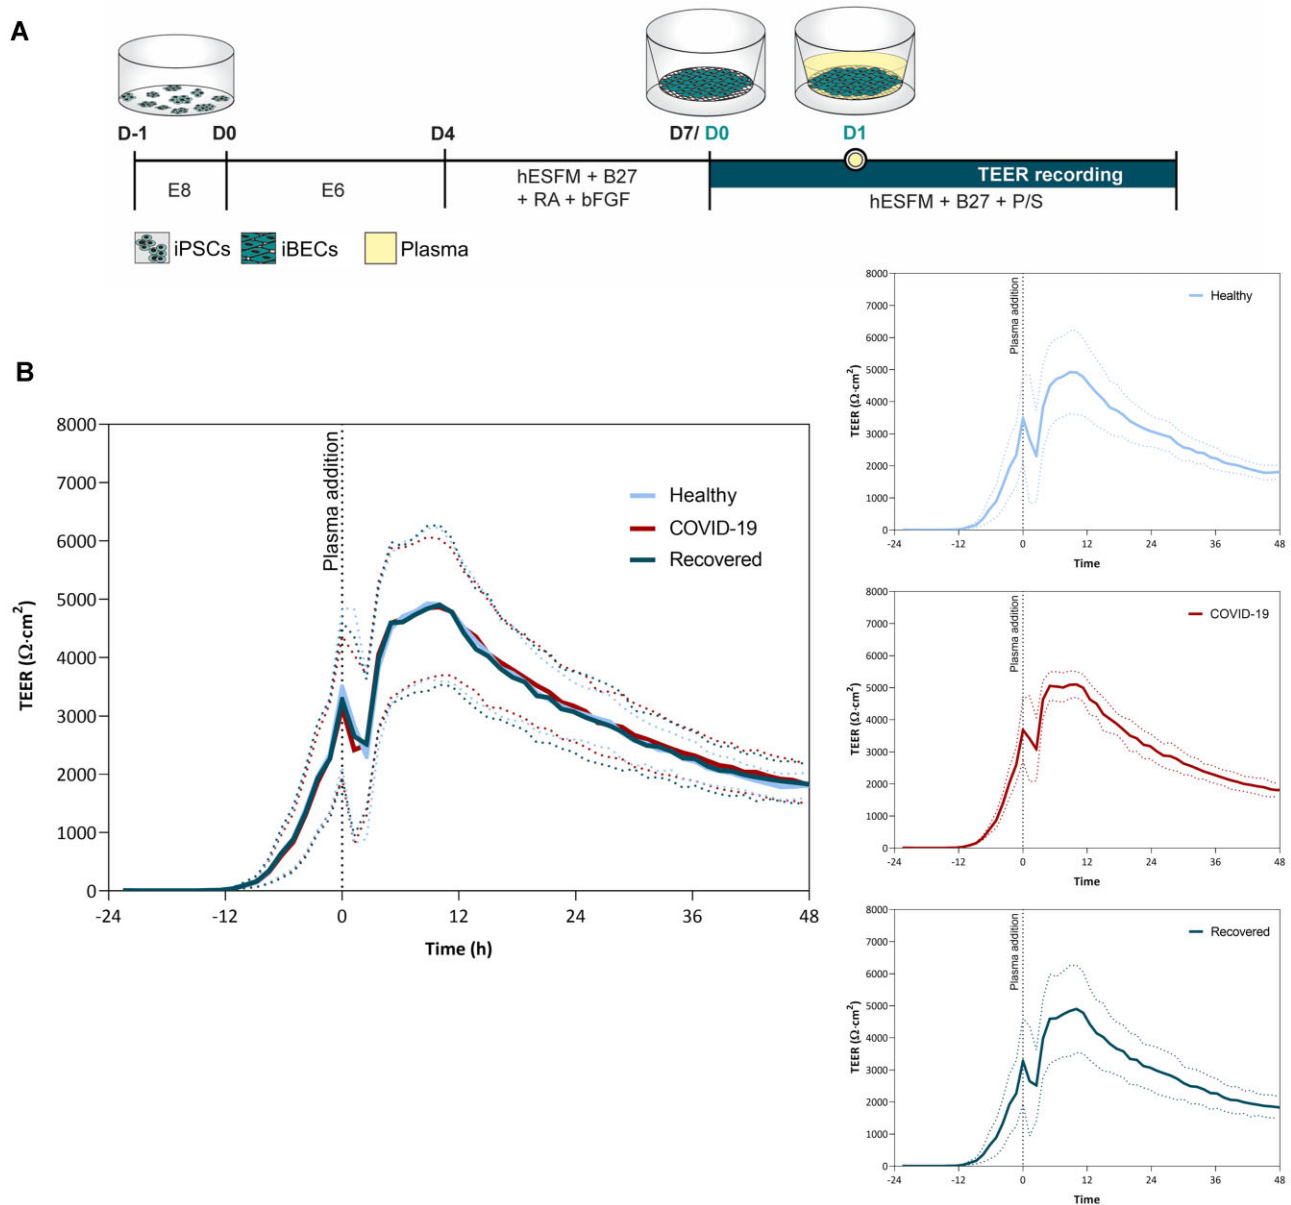 A
D-1
D0
D4
D7/ D0
D1
E8
E6
hESFM + B27
+ RA + bFGF
TEER recording
hESFM + B27 + P/S
iPSCs
iBECs
Plasma
B
8000
7000
6000
5000
4000
3000
2000
1000
0
TEER (Ω·cm²)
Plasma addition
Healthy
COVID-19
Recovered
-24
-12
0
12
24
36
48
Time (h)
8000
7000
6000
5000
4000
3000
2000
1000
0
TEER (Ω·cm²)
Plasma addition
Healthy
-24
-12
0
12
24
36
48
Time
8000
7000
6000
5000
4000
3000
2000
1000
0
TEER (Ω·cm²)
Plasma addition
COVID-19
-24
-12
0
12
24
36
48
Time
8000
7000
6000
5000
4000
3000
2000
1000
0
TEER (Ω·cm²)
Plasma addition
Recovered
-24
-12
0
12
24
36
48
Time